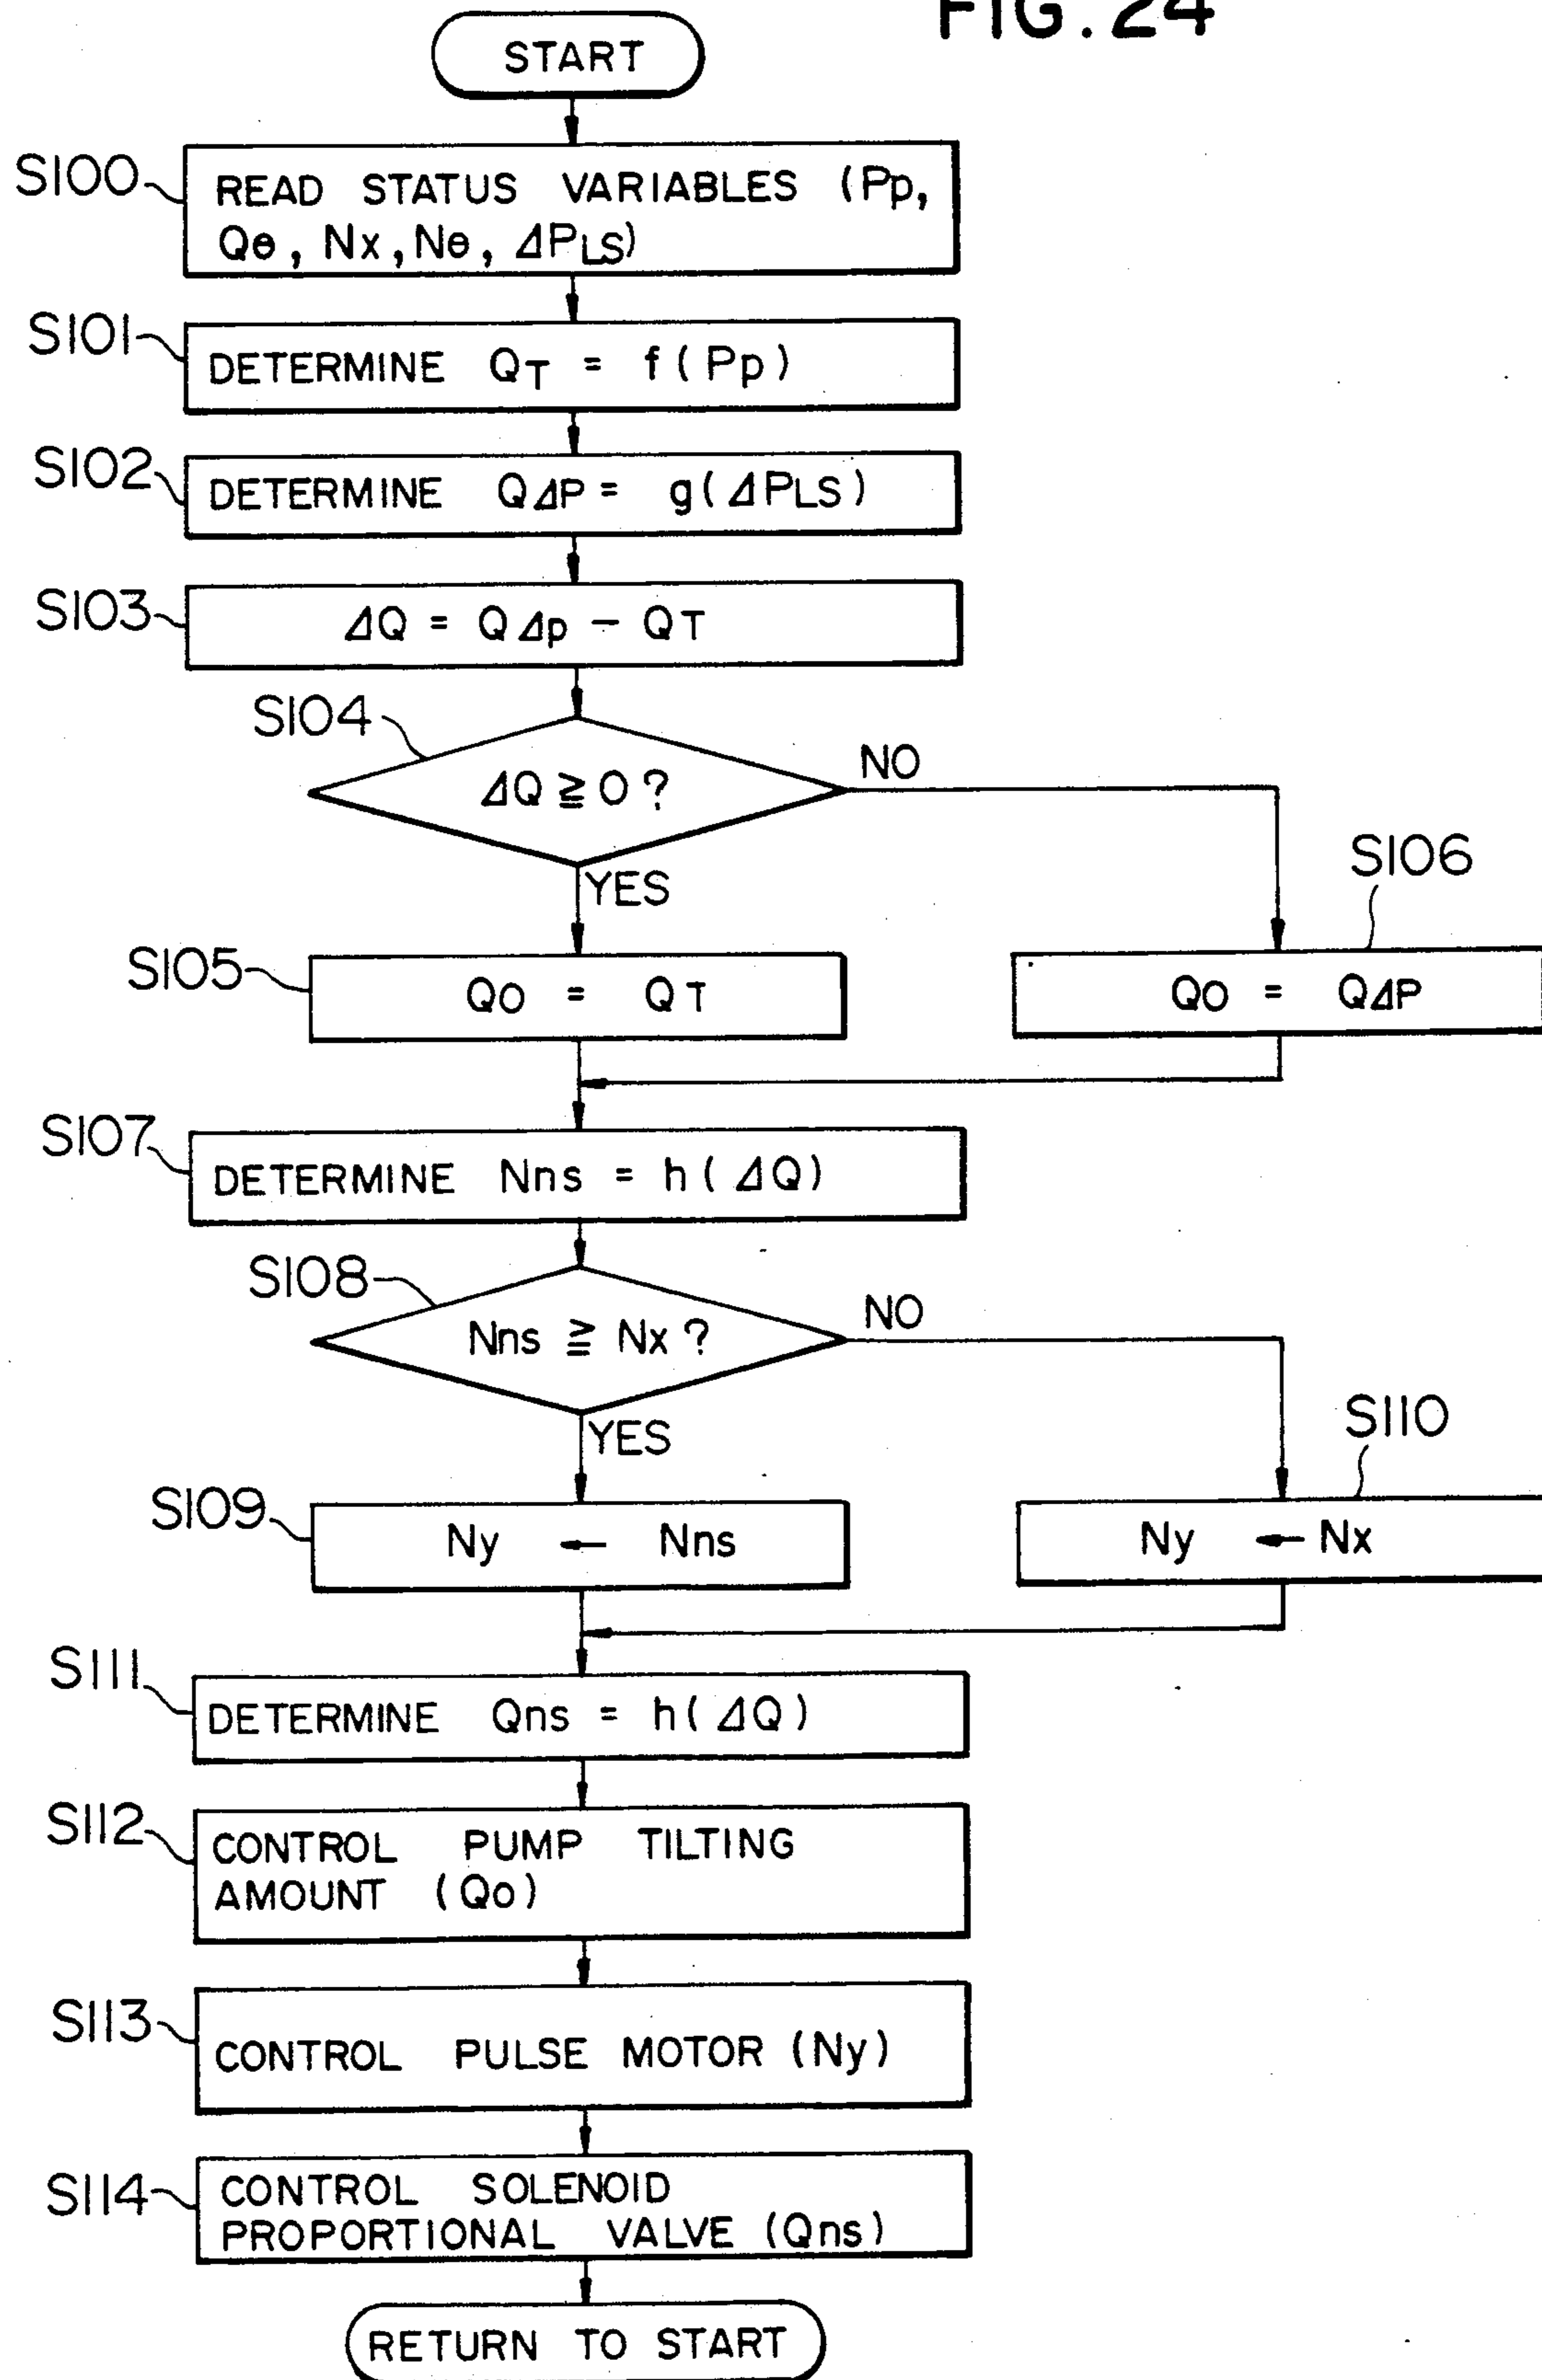 FIG. 24
START
S100
READ STATUS VARIABLES (Pp,
Qθ, Nx, Nθ, ΔPLS)
S101
DETERMINE QT = f(Pp)
S102
DETERMINE QΔP = g(ΔPLS)
S103
ΔQ = QΔp - QT
S104
ΔQ ≧ 0 ?
NO
YES
S105
Qo = QT
S106
Qo = QΔP
S107
DETERMINE Nns = h(ΔQ)
S108
Nns ≧ Nx ?
NO
YES
S109
Ny ← Nns
S110
Ny ← Nx
S111
DETERMINE Qns = h(ΔQ)
S112
CONTROL PUMP TILTING
AMOUNT (Qo)
S113
CONTROL PULSE MOTOR (Ny)
S114
CONTROL SOLENOID
PROPORTIONAL VALVE (Qns)
RETURN TO START